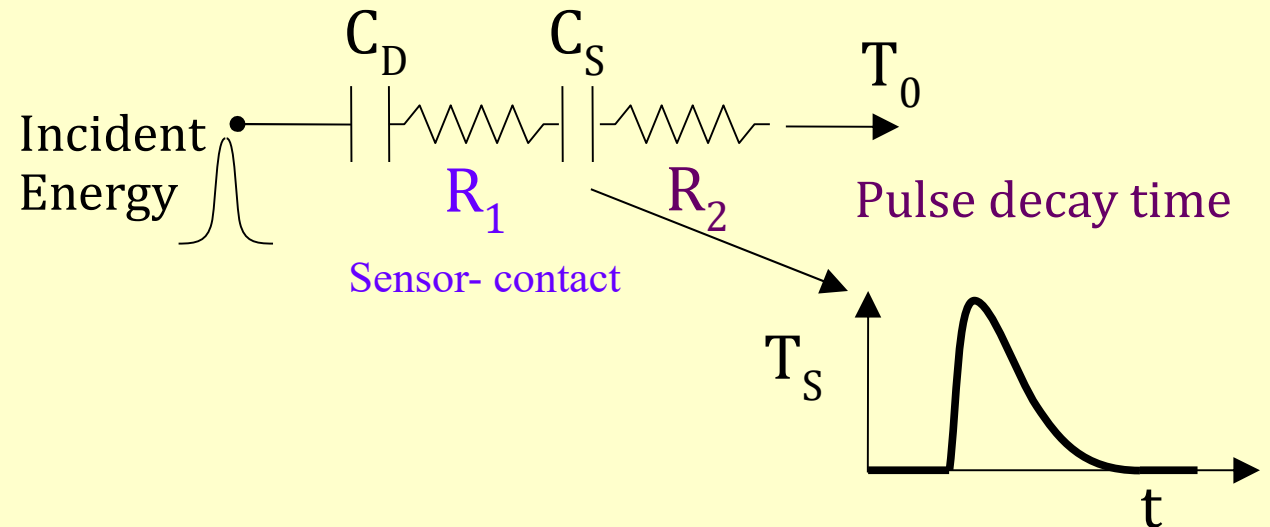 C_D
C_S
T_0
Incident
Energy
R_1
R_2
Pulse decay time
Sensor- contact
T_S
t